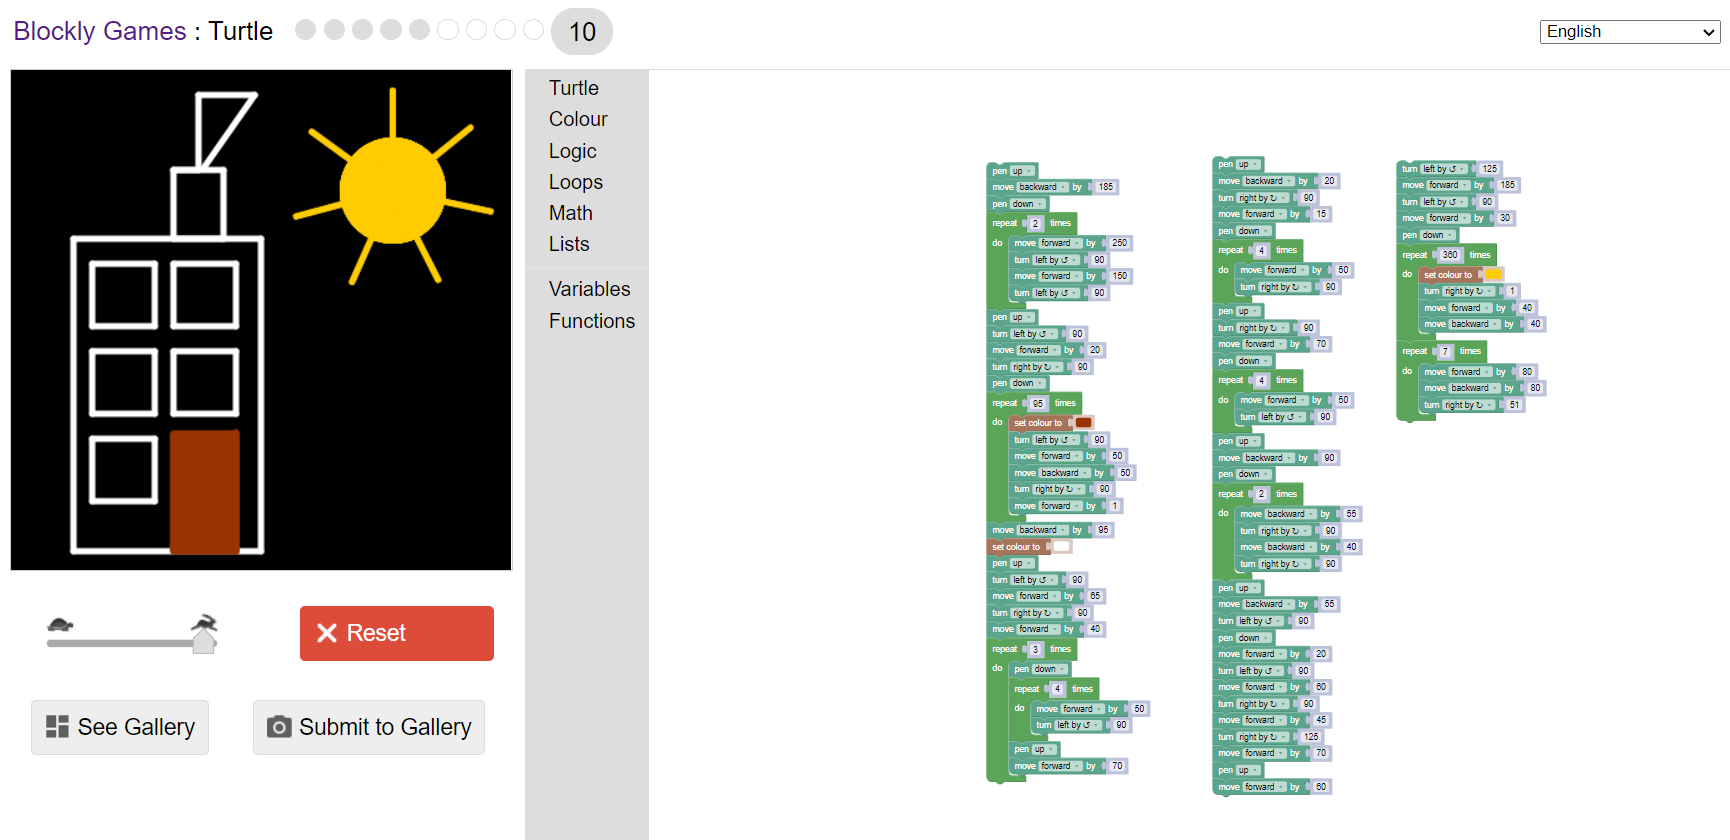 Blockly Games : Turtle
10
English
Turtle
Colour
Logic
Loops
Math
Lists
Variables
Functions
pen up
move backward by 185
pen down
repeat 2 times
do move forward by 250
turn left by ↺ 90
move forward by 150
turn left by ↺ 90
pen up
turn left by ↺ 90
move forward by 20
turn right by ↻ 90
pen down
repeat 95 times
do set colour to
turn left by ↺ 90
move forward by 50
move backward by 50
turn right by ↻ 90
move forward by 1
move backward by 95
set colour to
pen up
turn left by ↺ 90
move forward by 65
turn right by ↻ 90
move forward by 40
repeat 3 times
do pen down
repeat 4 times
do move forward by 50
turn left by ↺ 90
pen up
move forward by 70
pen up
move backward by 20
turn right by ↻ 90
move forward by 15
pen down
repeat 4 times
do move forward by 50
turn right by ↻ 90
pen up
turn right by ↻ 90
move forward by 70
pen down
repeat 4 times
do move forward by 50
turn left by ↺ 90
pen up
move backward by 90
pen down
repeat 2 times
do move backward by 55
turn right by ↻ 90
move backward by 40
turn right by ↻ 90
pen up
move backward by 55
turn left by ↺ 90
pen down
move forward by 20
turn left by ↺ 90
move forward by 60
turn right by ↻ 90
move forward by 45
turn right by ↻ 125
move forward by 70
pen up
move forward by 60
turn left by ↺ 125
move forward by 185
turn left by ↺ 90
move forward by 30
pen down
repeat 360 times
do set colour to
turn right by ↻ 1
move forward by 40
move backward by 40
repeat 7 times
do move forward by 80
move backward by 80
turn right by ↻ 51
Reset
See Gallery
Submit to Gallery